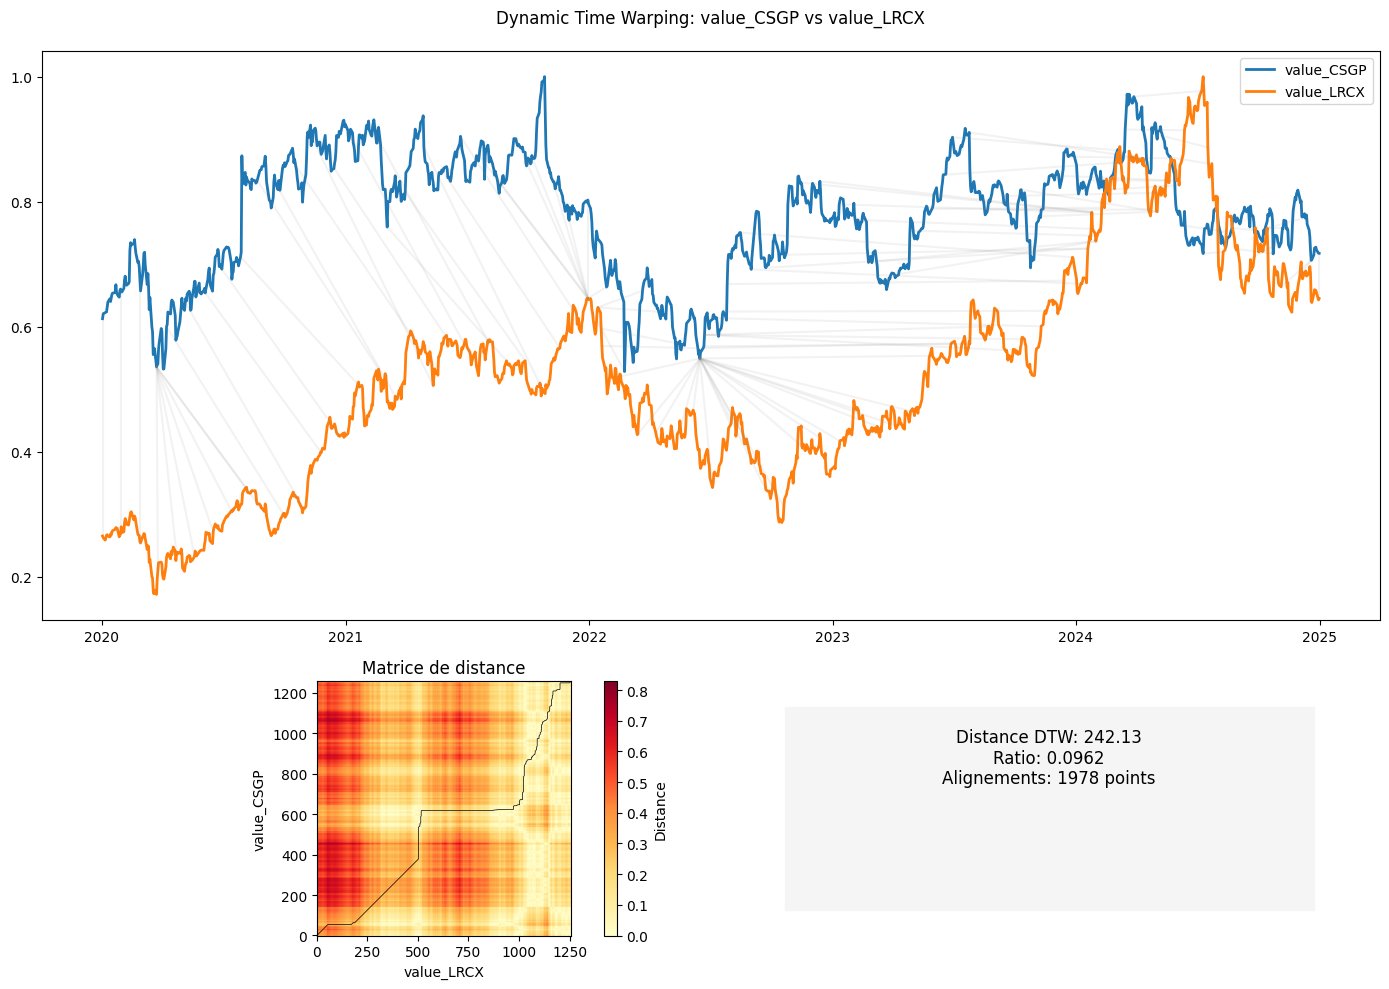 Dynamic Time Warping: value_CSGP vs value_LRCX
value_CSGP
value_LRCX
1.0
0.8
0.6
0.4
0.2
2020 2021 2022 2023 2024 2025
Matrice de distance
value_CSGP
1200
1000
800
600
400
200
0
0 250 500 750 1000 1250
value_LRCX
0.8
0.7
0.6
0.5
0.4
0.3
0.2
0.1
0.0
Distance
Distance DTW: 242.13
Ratio: 0.0962
Alignements: 1978 points